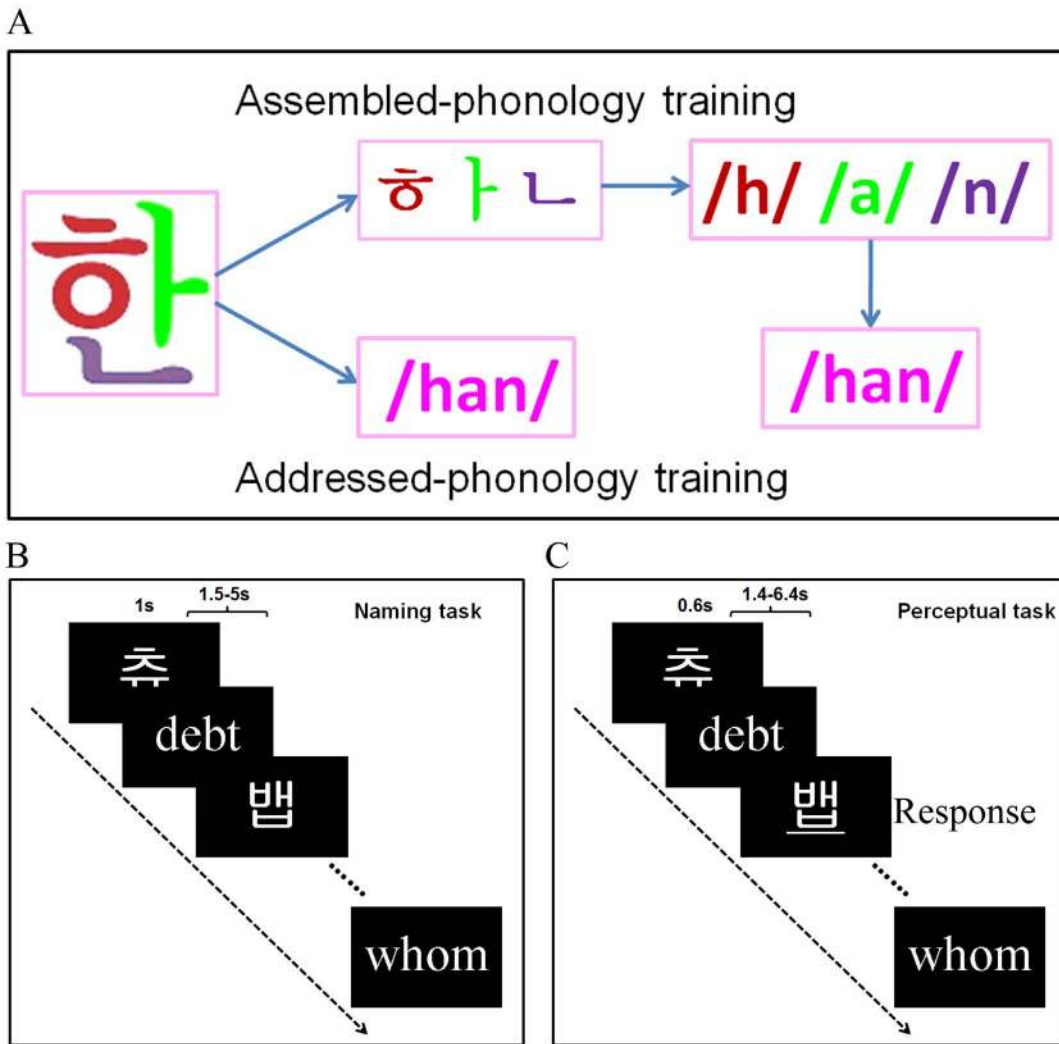 A
Assembled-phonology training
한
ㅎ ㅏ ㄴ
/h/ /a/ /n/
/han/
/han/
Addressed-phonology training
B
1s
1.5-5s
Naming task
츄
debt
뱁
whom
C
0.6s
1.4-6.4s
Perceptual task
츄
debt
뱁
Response
whom